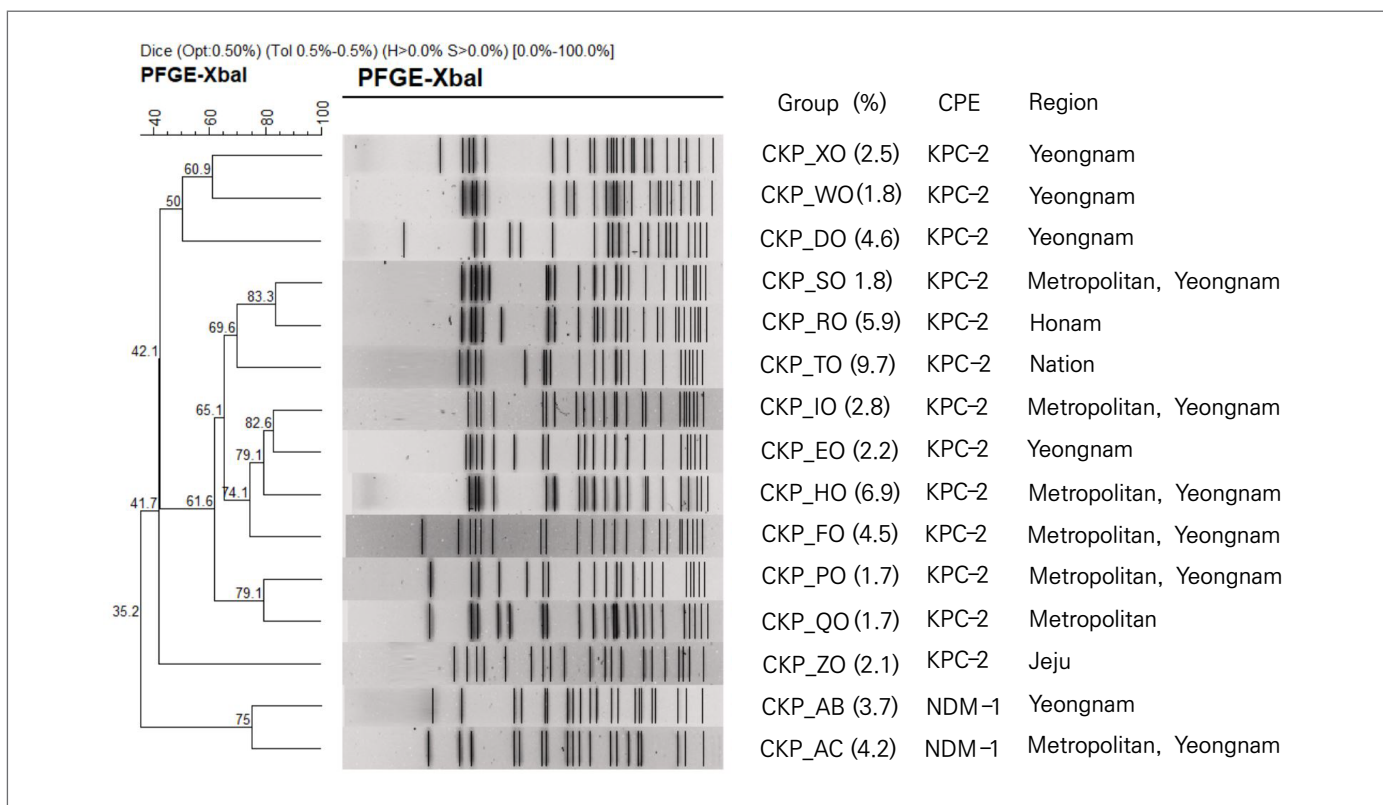 Dice (Opt:0.50%) (Tol 0.5%-0.5%) (H>0.0% S>0.0%) [0.0%-100.0%]
PFGE-XbaI PFGE-XbaI
40 60 80 100
Group (%) CPE Region
CKP_XO (2.5) KPC-2 Yeongnam
60.9
CKP_WO (1.8) KPC-2 Yeongnam
50
CKP_DO (4.6) KPC-2 Yeongnam
CKP_SO 1.8) KPC-2 Metropolitan, Yeongnam
83.3
CKP_RO (5.9) KPC-2 Honam
69.6
42.1
CKP_TO (9.7) KPC-2 Nation
65.1
CKP_IO (2.8) KPC-2 Metropolitan, Yeongnam
82.6
CKP_EO (2.2) KPC-2 Yeongnam
79.1
CKP_HO (6.9) KPC-2 Metropolitan, Yeongnam
41.7 61.6 74.1
CKP_FO (4.5) KPC-2 Metropolitan, Yeongnam
CKP_PO (1.7) KPC-2 Metropolitan, Yeongnam
79.1
35.2
CKP_QO (1.7) KPC-2 Metropolitan
CKP_ZO (2.1) KPC-2 Jeju
CKP_AB (3.7) NDM-1 Yeongnam
75
CKP_AC (4.2) NDM-1 Metropolitan, Yeongnam